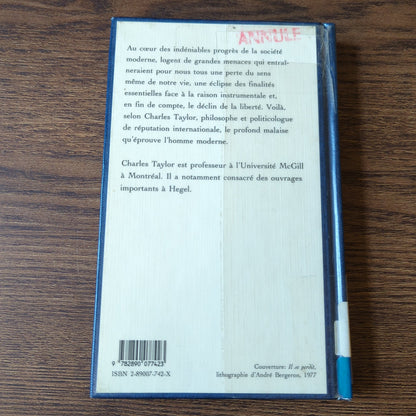 ANNULÉ
Au cœur des indéniables progrès de la société
moderne, logent de grandes menaces qui entraî-
neraient pour nous tous une perte du sens
même de notre vie, une éclipse des finalités
essentielles face à la raison instrumentale et,
en fin de compte, le déclin de la liberté. Voilà,
selon Charles Taylor, philosophe et politicologue
de réputation internationale, le profond malaise
qu'éprouve l'homme moderne.
Charles Taylor est professeur à l'Université McGill
à Montréal. Il a notamment consacré des ouvrages
importants à Hegel.
9 782890 077423
ISBN 2-89007-742-X
Couverture: Il se perdit,
lithographie d'André Bergeron, 1977